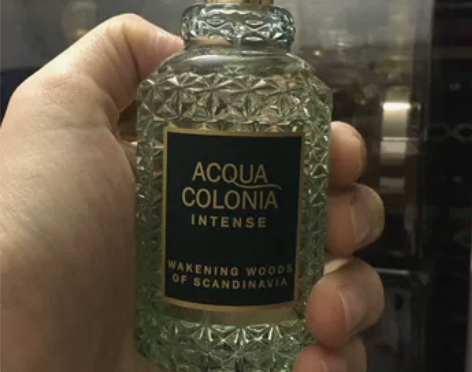 ACQUA
COLONIA
INTENSE
WAKENING WOODS
OF SCANDINAVIA